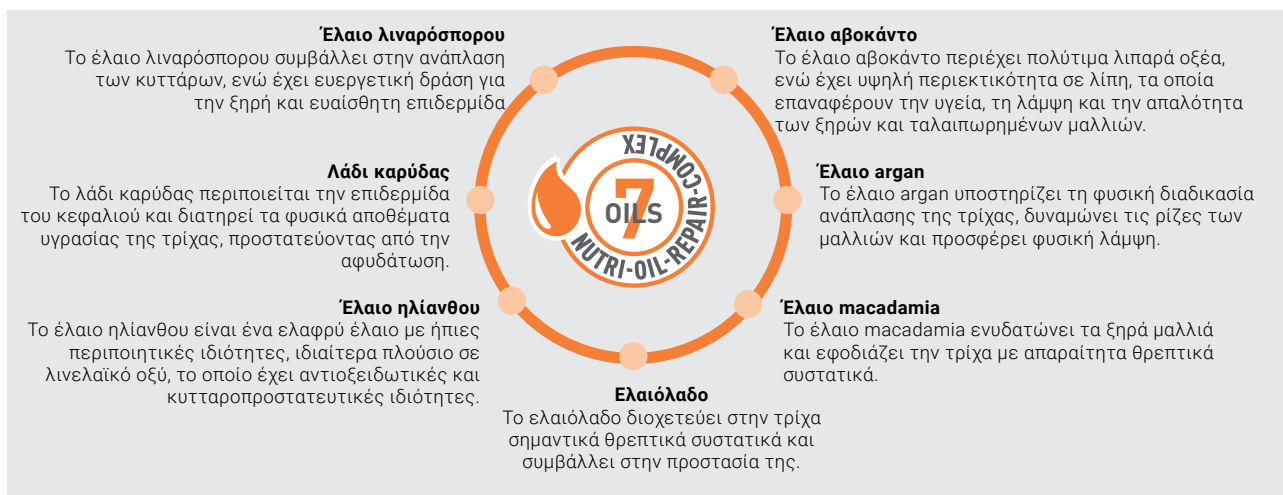 Έλαιο λιναρόσπορου
Το έλαιο λιναρόσπορου συμβάλλει στην ανάπλαση
των κυττάρων, ενώ έχει ευεργετική δράση για
την ξηρή και ευαίσθητη επιδερμίδα
Λάδι καρύδας
Το λάδι καρύδας περιποιείται την επιδερμίδα
του κεφαλιού και διατηρεί τα φυσικά αποθέματα
υγρασίας της τρίχας, προστατεύοντας από την
αφυδάτωση.
Έλαιο ηλίανθου
Το έλαιο ηλίανθου είναι ένα ελαφρύ έλαιο με ήπιες
περιποιητικές ιδιότητες, ιδιαίτερα πλούσιο σε
λινελαϊκό οξύ, το οποίο έχει αντιοξειδωτικές και
κυτταροπροστατευτικές ιδιότητες.
7
OILS
NUTRI-OIL-REPAIR-COMPLEX
Ελαιόλαδο
Το ελαιόλαδο διοχετεύει στην τρίχα
σημαντικά θρεπτικά συστατικά και
συμβάλλει στην προστασία της.
Έλαιο αβοκάντο
Το έλαιο αβοκάντο περιέχει πολύτιμα λιπαρά οξέα,
ενώ έχει υψηλή περιεκτικότητα σε λίπη, τα οποία
επαναφέρουν την υγεία, τη λάμψη και την απαλότητα
των ξηρών και ταλαιπωρημένων μαλλιών.
Έλαιο argan
Το έλαιο argan υποστηρίζει τη φυσική διαδικασία
ανάπλασης της τρίχας, δυναμώνει τις ρίζες των
μαλλιών και προσφέρει φυσική λάμψη.
Έλαιο macadamia
Το έλαιο macadamia ενυδατώνει τα ξηρά μαλλιά
και εφοδιάζει την τρίχα με απαραίτητα θρεπτικά
συστατικά.